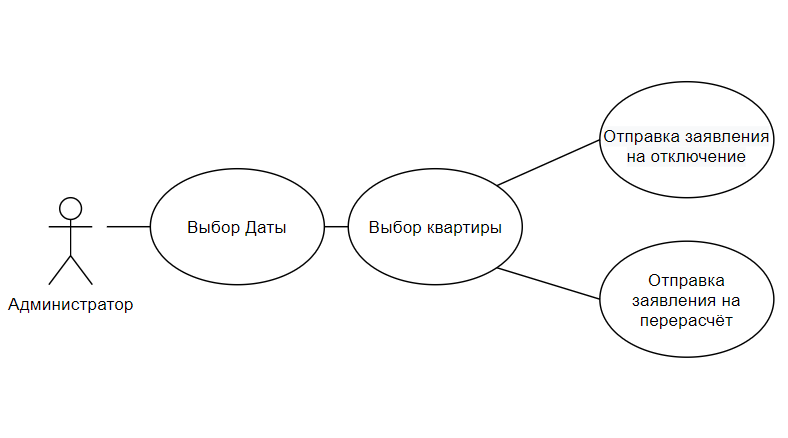 Отправка заявления
на отключение
Выбор Даты
Выбор квартиры
Отправка
заявления на
перерасчёт
Администратор